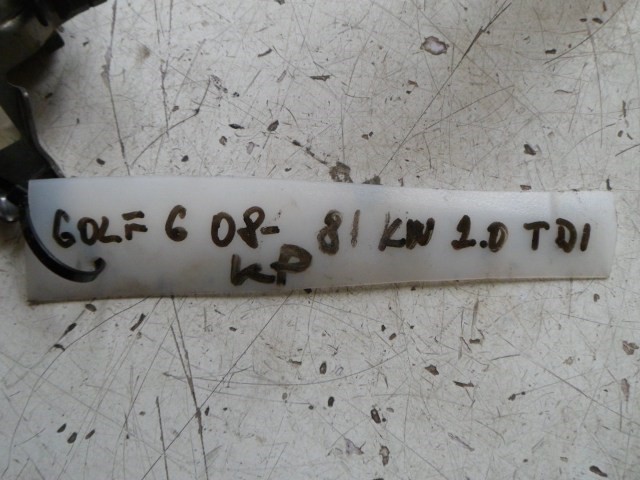 GOLF 6 08- 81 KW 2.0 TDI
KP